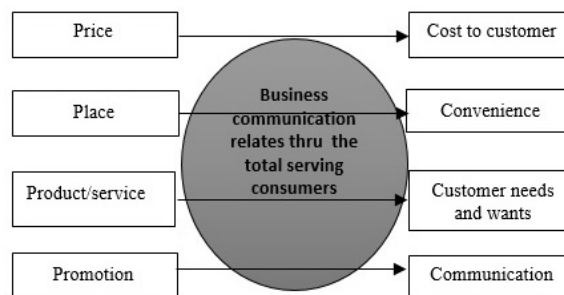 Price
Cost to customer
Business
communication
relates thru the
total serving
consumers
Place
Convenience
Product/service
Customer needs
and wants
Promotion
Communication